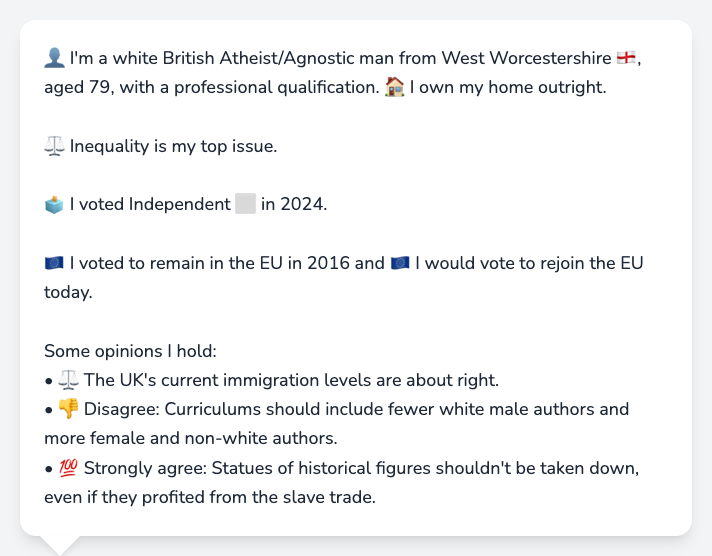 👤 I'm a white British Atheist/Agnostic man from West Worcestershire 🏴󠁧󠁢󠁥󠁮󠁧󠁿,
aged 79, with a professional qualification. 🏠 I own my home outright.
⚖️ Inequality is my top issue.
🗳️ I voted Independent ⬜ in 2024.
🇪🇺 I voted to remain in the EU in 2016 and 🇪🇺 I would vote to rejoin the EU
today.
Some opinions I hold:
• ⚖️ The UK's current immigration levels are about right.
• 👎 Disagree: Curriculums should include fewer white male authors and
more female and non-white authors.
• 💯 Strongly agree: Statues of historical figures shouldn't be taken down,
even if they profited from the slave trade.